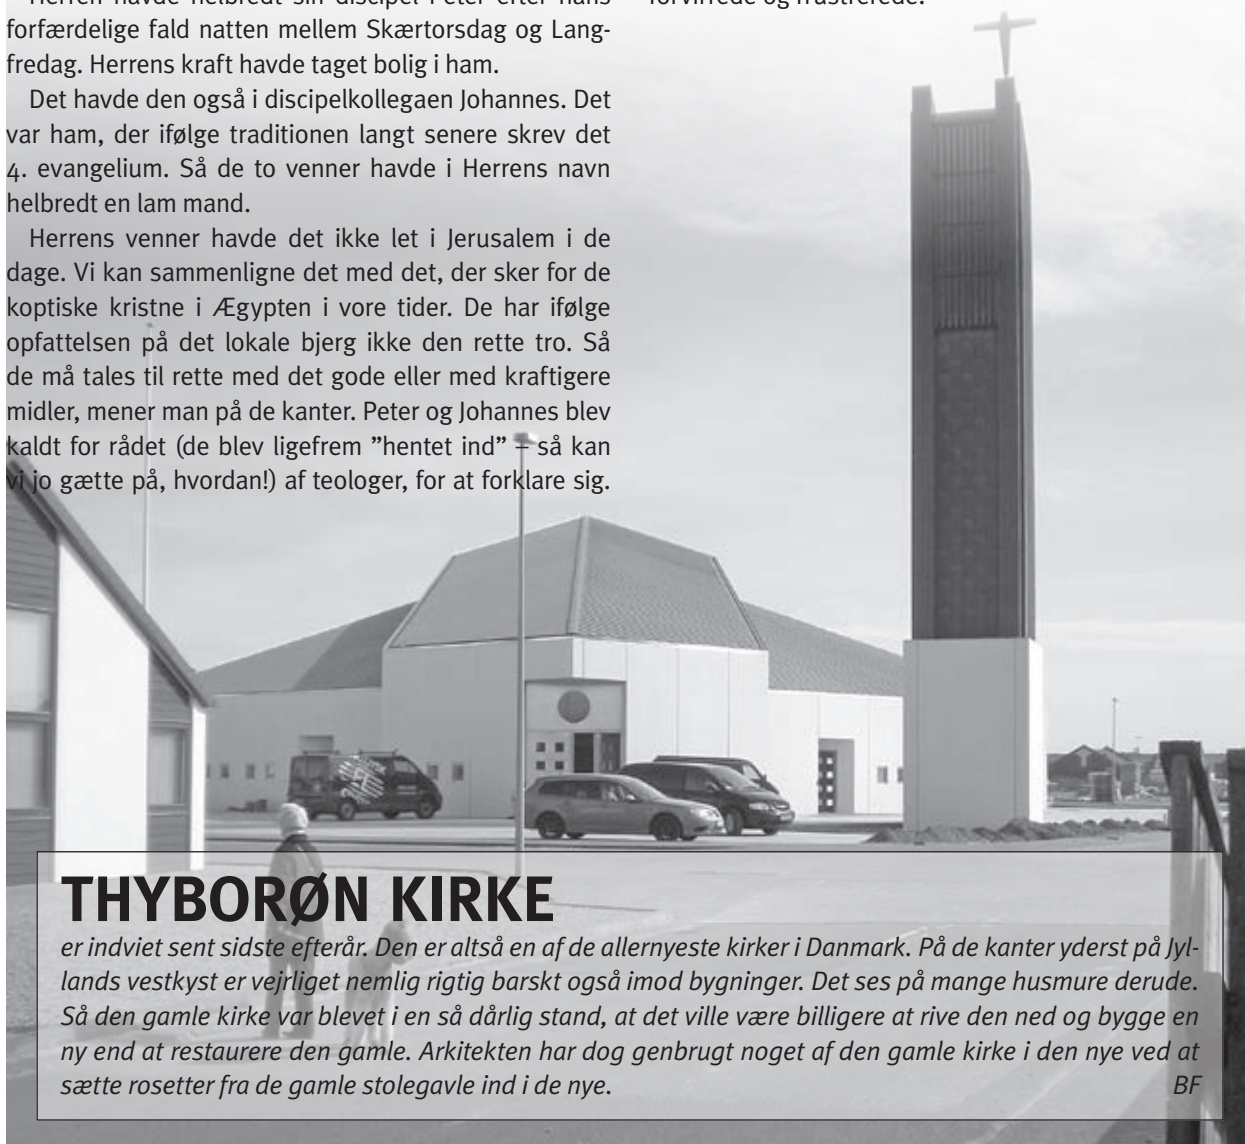 Herren havde helbredt sin discipel Peter efter hans
forfærdelige fald natten mellem Skærtorsdag og Lang-
fredag. Herrens kraft havde taget bolig i ham.
Det havde den også i discipelkollegaen Johannes. Det
var ham, der ifølge traditionen langt senere skrev det
4. evangelium. Så de to venner havde i Herrens navn
helbredt en lam mand.
Herrens venner havde det ikke let i Jerusalem i de
dage. Vi kan sammenligne det med det, der sker for de
koptiske kristne i Ægypten i vore tider. De har ifølge
opfattelsen på det lokale bjerg ikke den rette tro. Så
de må tales til rette med det gode eller med kraftigere
midler, mener man på de kanter. Peter og Johannes blev
kaldt for rådet (de blev ligefrem ”hentet ind” – så kan
vi jo gætte på, hvordan!) af teologer, for at forklare sig.
forvirrede og frustrerede.
THYBORØN KIRKE
er indviet sent sidste efterår. Den er altså en af de allernyeste kirker i Danmark. På de kanter yderst på Jyl-
lands vestkyst er vejrliget nemlig rigtig barskt også imod bygninger. Det ses på mange husmure derude.
Så den gamle kirke var blevet i en så dårlig stand, at det ville være billigere at rive den ned og bygge en
ny end at restaurere den gamle. Arkitekten har dog genbrugt noget af den gamle kirke i den nye ved at
sætte rosetter fra de gamle stolegavle ind i de nye. BF